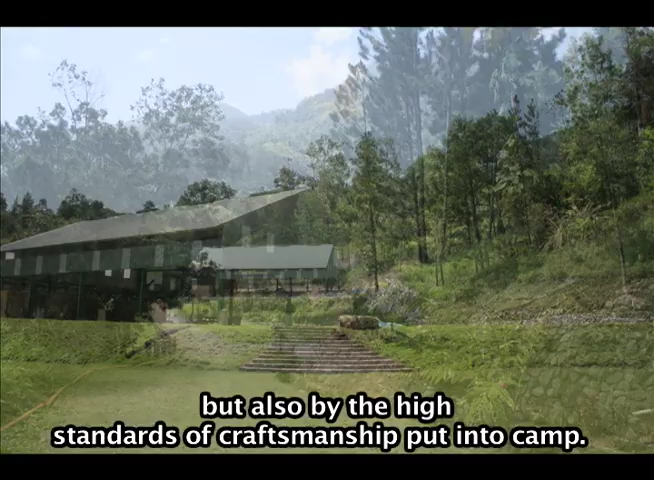 but also by the high
standards of craftsmanship put into camp.